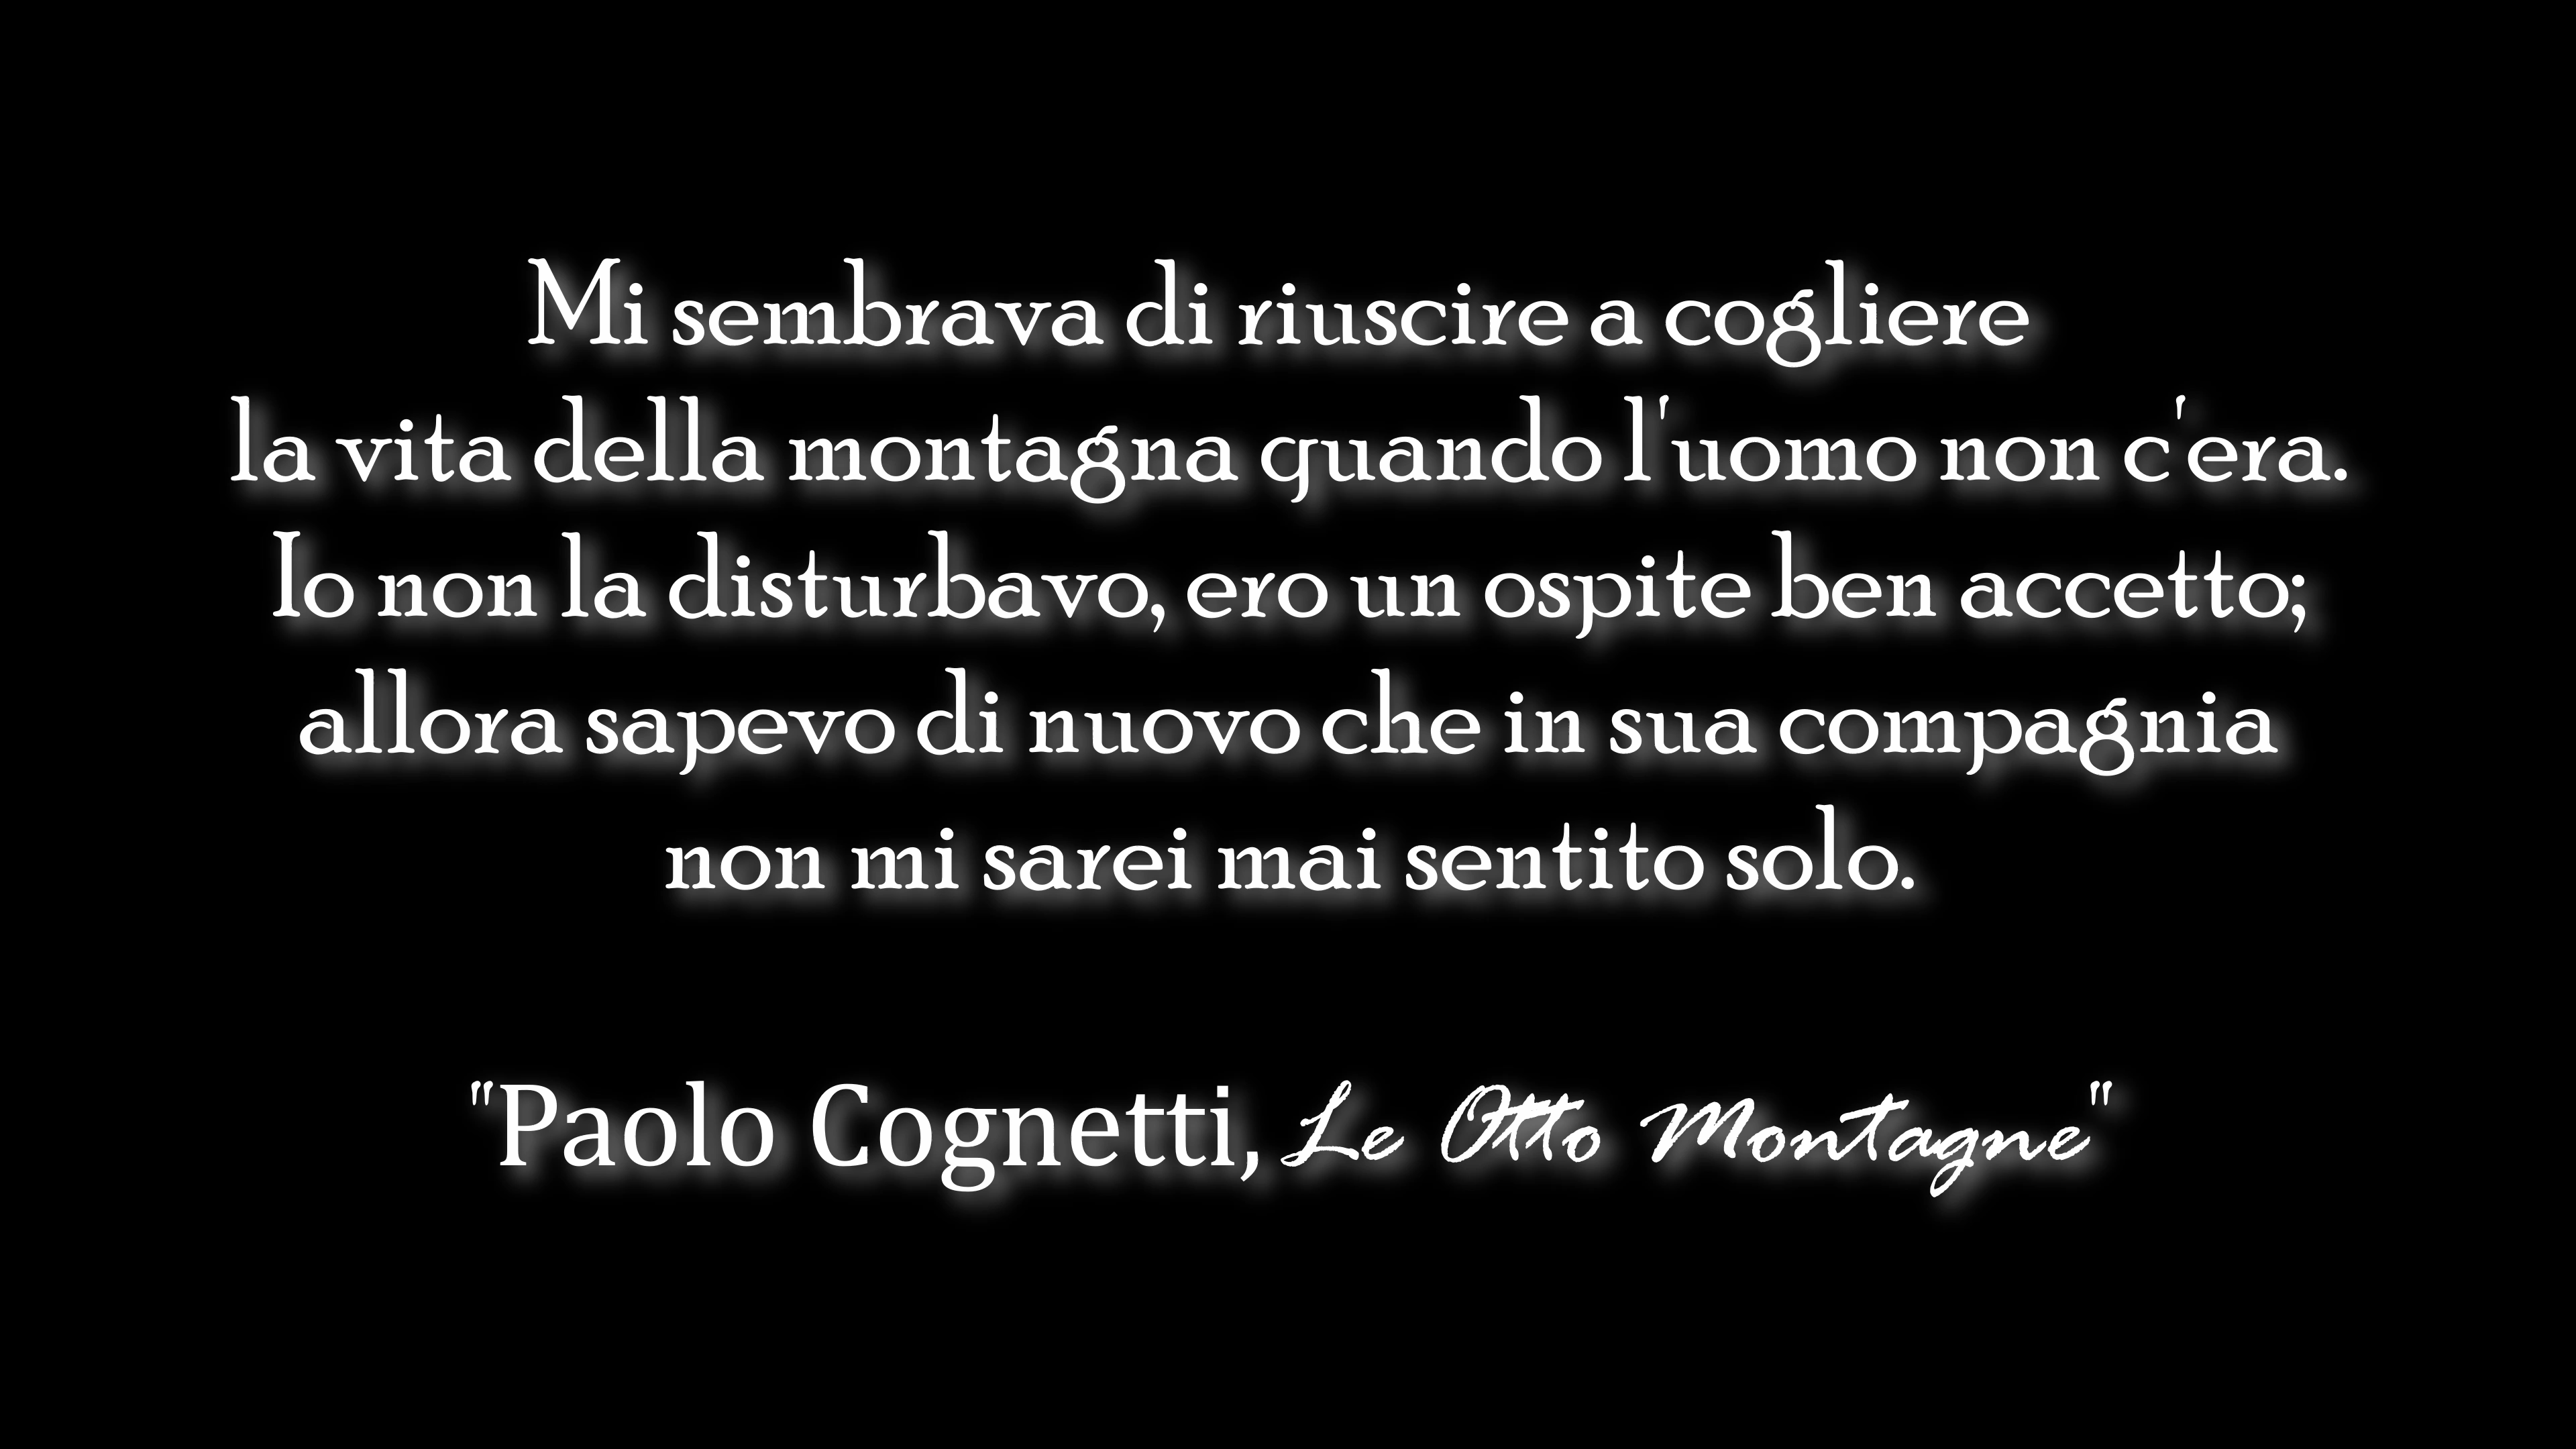 Mi sembrava di riuscire a cogliere
la vita della montagna quando l'uomo non c'era.
Io non la disturbavo, ero un ospite ben accetto;
allora sapevo di nuovo che in sua compagnia
non mi sarei mai sentito solo.
"Paolo Cognetti, Le Otto Montagne"